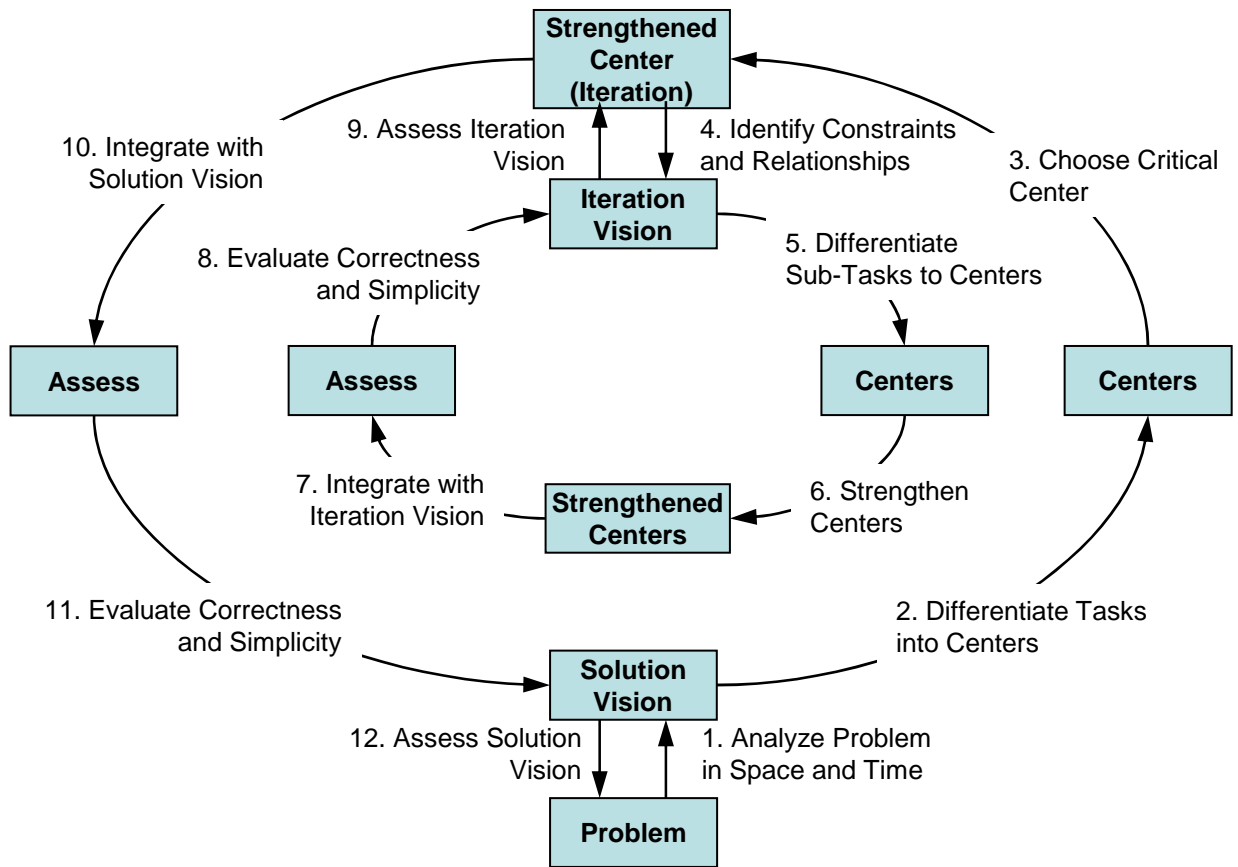 Strengthened
Center
(Iteration)
9. Assess Iteration
Vision
4. Identify Constraints
and Relationships
10. Integrate with
Solution Vision
3. Choose Critical
Center
Iteration
Vision
8. Evaluate Correctness
and Simplicity
5. Differentiate
Sub-Tasks to Centers
Assess
Assess
Centers
Centers
7. Integrate with
Iteration Vision
Strengthened
Centers
6. Strengthen
Centers
11. Evaluate Correctness
and Simplicity
2. Differentiate Tasks
into Centers
Solution
Vision
12. Assess Solution
Vision
1. Analyze Problem
in Space and Time
Problem